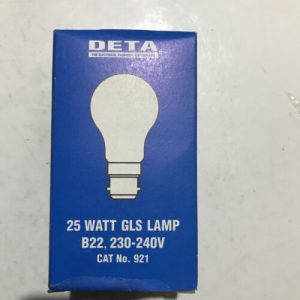 DETA
25 WATT GLS LAMP
B22, 230-240V
CAT No. 921